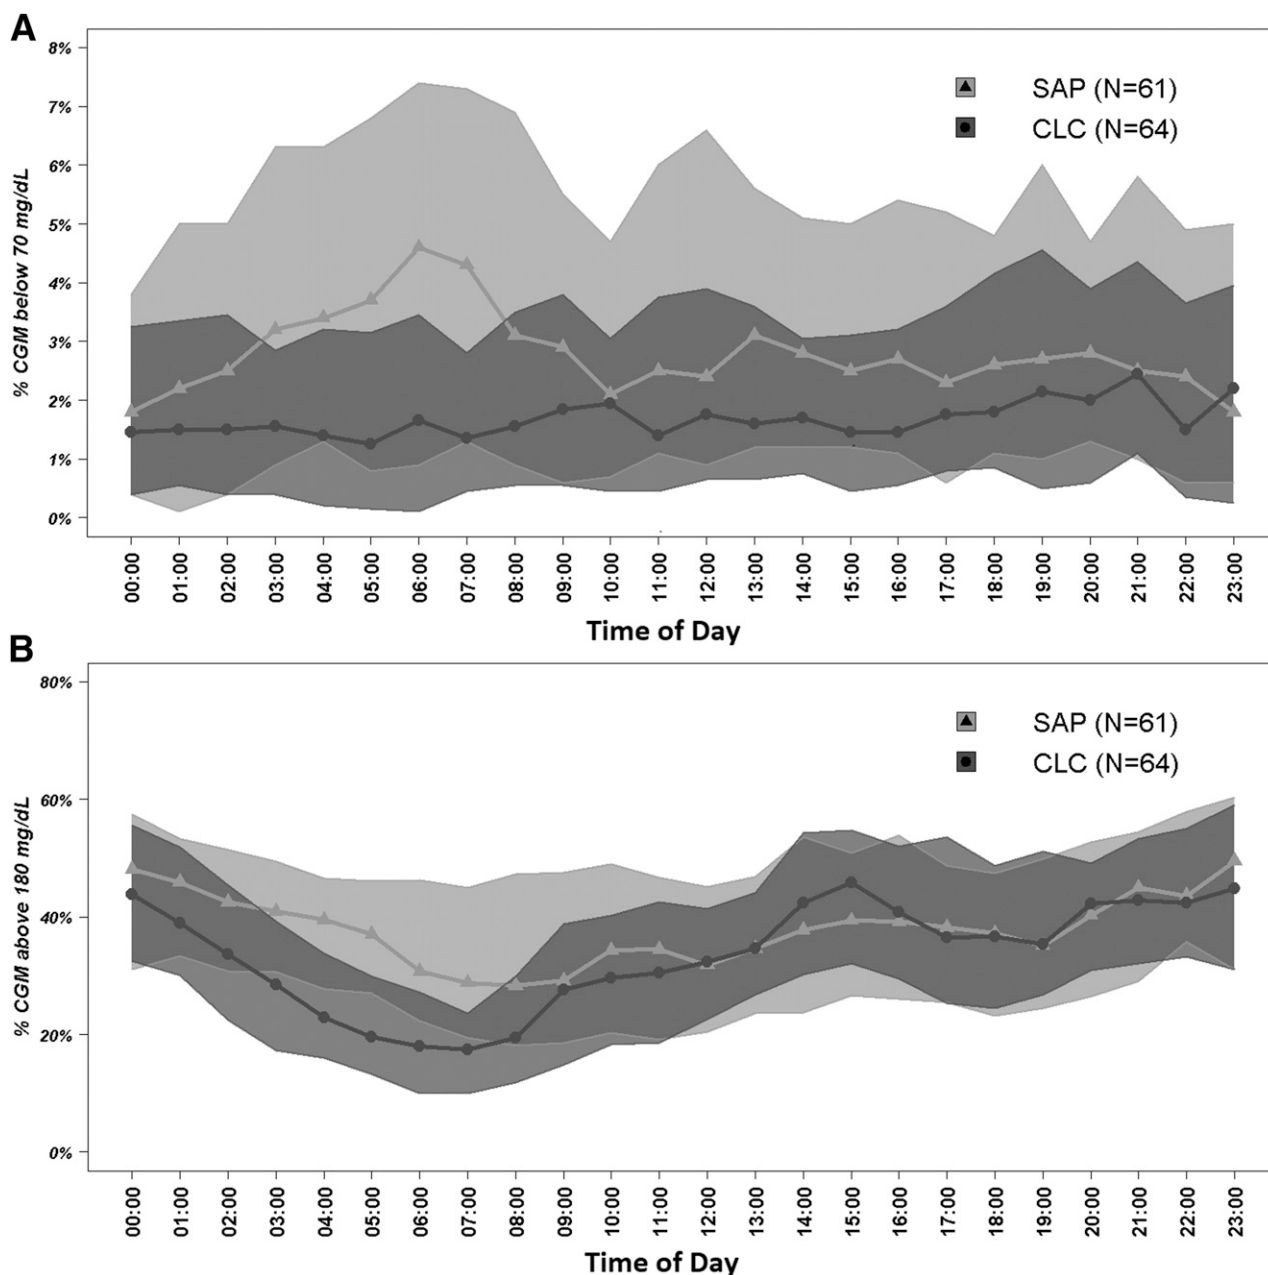 A
% CGM below 70 mg/dL
8%
7%
6%
5%
4%
3%
2%
1%
0%
SAP (N=61)
CLC (N=64)
00:00 01:00 02:00 03:00 04:00 05:00 06:00 07:00 08:00 09:00 10:00 11:00 12:00 13:00 14:00 15:00 16:00 17:00 18:00 19:00 20:00 21:00 22:00 23:00
Time of Day
B
% CGM above 180 mg/dL
80%
60%
40%
20%
0%
SAP (N=61)
CLC (N=64)
00:00 01:00 02:00 03:00 04:00 05:00 06:00 07:00 08:00 09:00 10:00 11:00 12:00 13:00 14:00 15:00 16:00 17:00 18:00 19:00 20:00 21:00 22:00 23:00
Time of Day